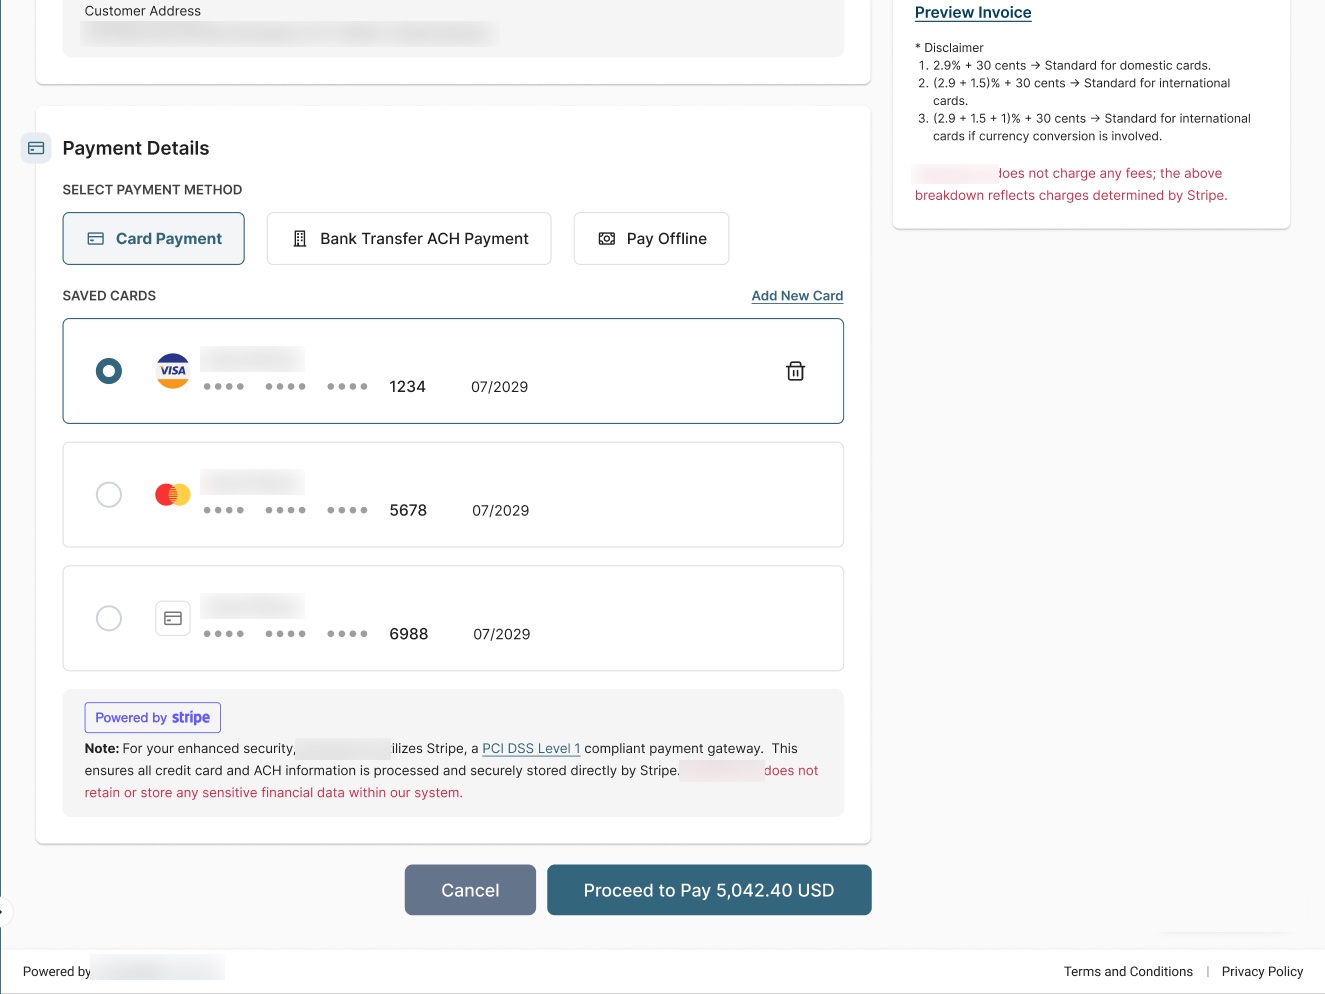 Customer Address
Payment Details
SELECT PAYMENT METHOD
Card Payment
Bank Transfer ACH Payment
Pay Offline
SAVED CARDS
Add New Card
VISA
•••• •••• •••• 1234 07/2029
•••• •••• •••• 5678 07/2029
•••• •••• •••• 6988 07/2029
Powered by stripe
Note: For your enhanced security, ilizes Stripe, a PCI DSS Level 1 compliant payment gateway. This
ensures all credit card and ACH information is processed and securely stored directly by Stripe. does not
retain or store any sensitive financial data within our system.
Cancel
Proceed to Pay 5,042.40 USD
Preview Invoice
* Disclaimer
1. 2.9% + 30 cents → Standard for domestic cards.
2. (2.9 + 1.5)% + 30 cents → Standard for international
cards.
3. (2.9 + 1.5 + 1)% + 30 cents → Standard for international
cards if currency conversion is involved.
does not charge any fees; the above
breakdown reflects charges determined by Stripe.
Powered by
Terms and Conditions | Privacy Policy